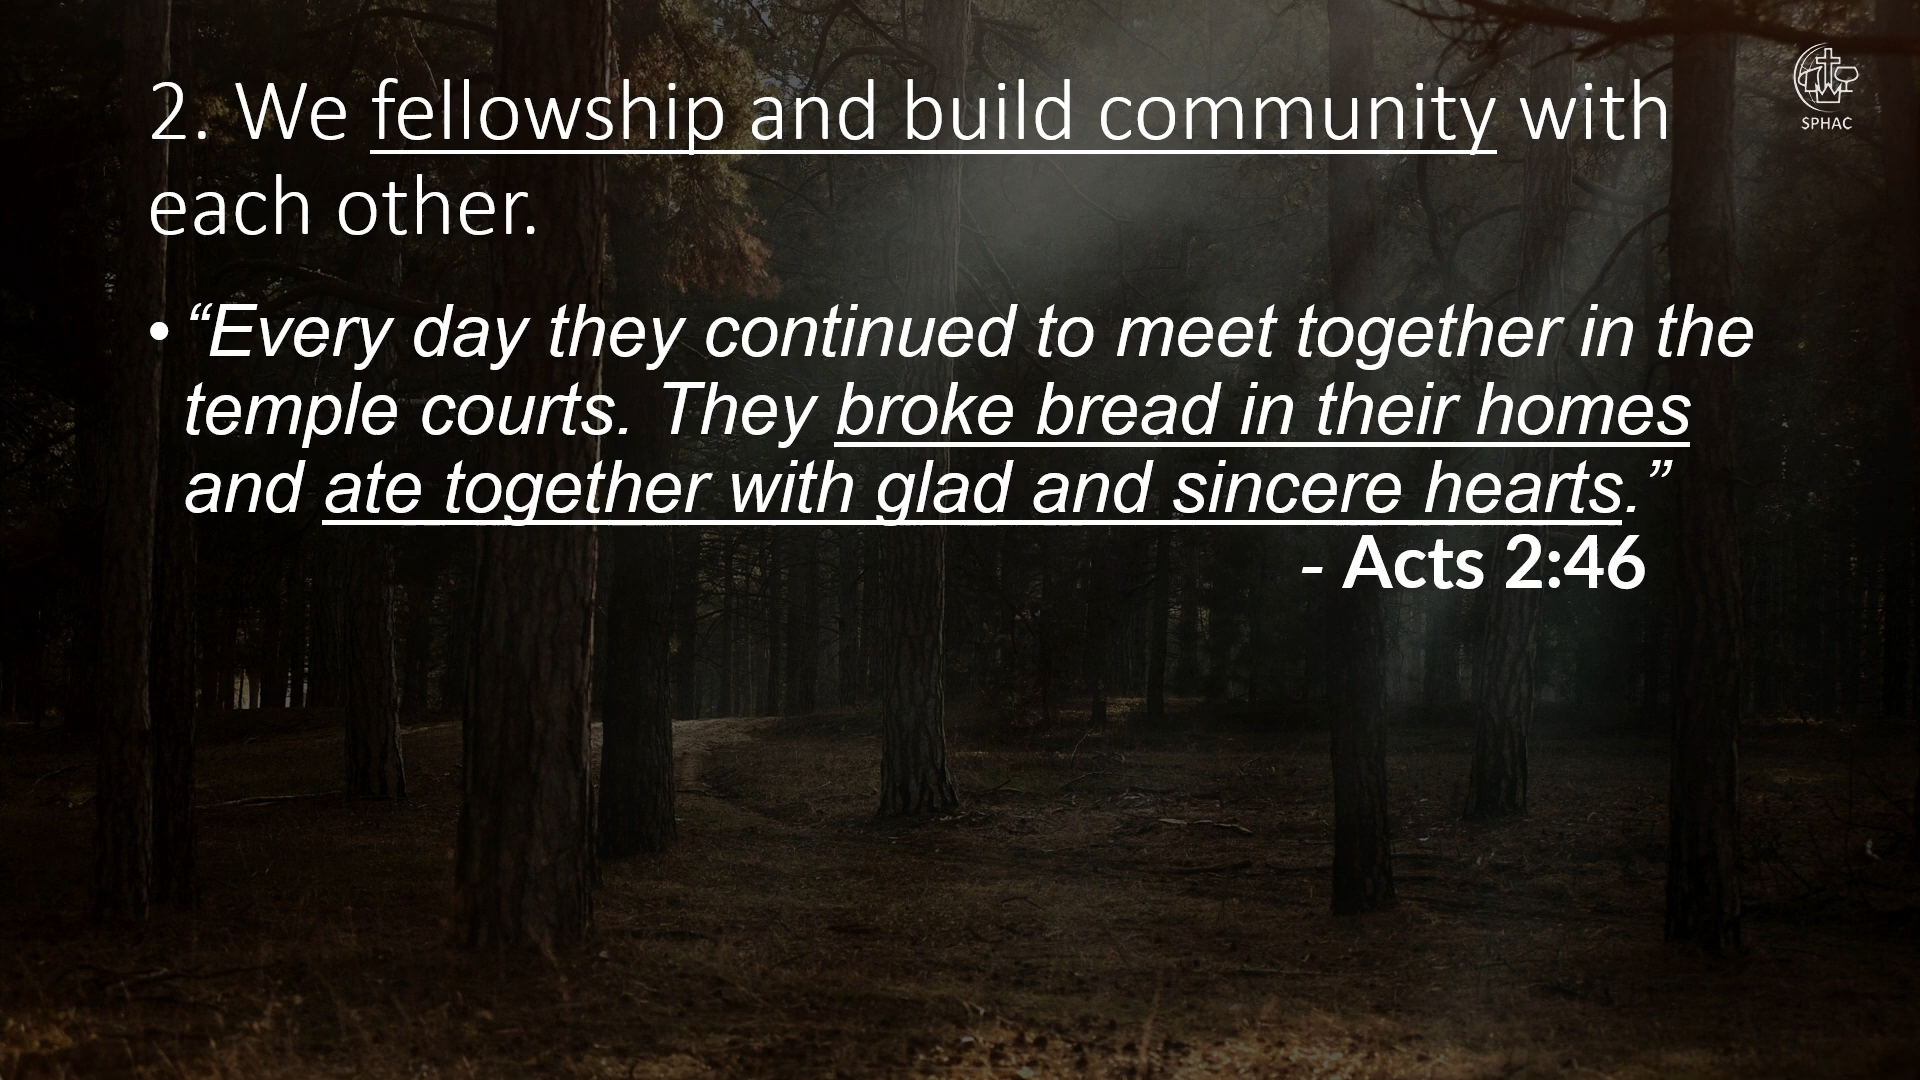 2. We fellowship and build community with
each other.
• “Every day they continued to meet together in the
temple courts. They broke bread in their homes
and ate together with glad and sincere hearts.”
- Acts 2:46
SPHAC